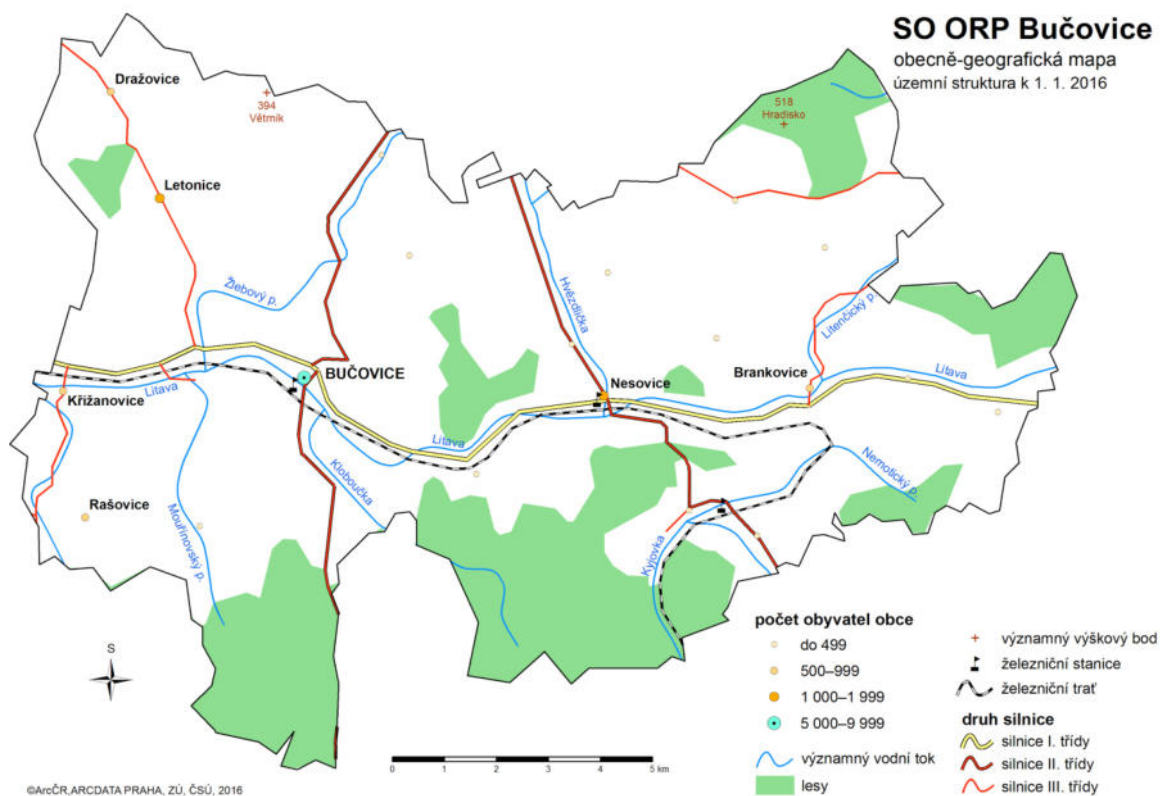 SO ORP Bučovice
obecně-geografická mapa
územní struktura k 1. 1. 2016
Dražovice
394
Větrník
518
Hradisko
Letonice
Žlebový p.
Hvězdlička
Litenčický p.
Litava
BUČOVICE
Nesovice
Brankovice
Litava
Křižanovice
Litava
Kloboučka
Nemotický p.
Rašovice
Mouřínovský p.
Kyjovka
S
počet obyvatel obce
do 499
500–999
1 000–1 999
5 000–9 999
významný vodní tok
lesy
významný výškový bod
železniční stanice
železniční trať
druh silnice
silnice I. třídy
silnice II. třídy
silnice III. třídy
0 1 2 3 4 5 km
©ArcČR,ARCDATA PRAHA, ZÚ, ČSÚ, 2016